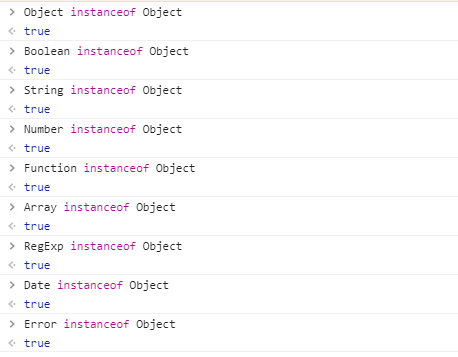 > Object instanceof Object
< true
> Boolean instanceof Object
< true
> String instanceof Object
< true
> Number instanceof Object
< true
> Function instanceof Object
< true
> Array instanceof Object
< true
> RegExp instanceof Object
< true
> Date instanceof Object
< true
> Error instanceof Object
< true